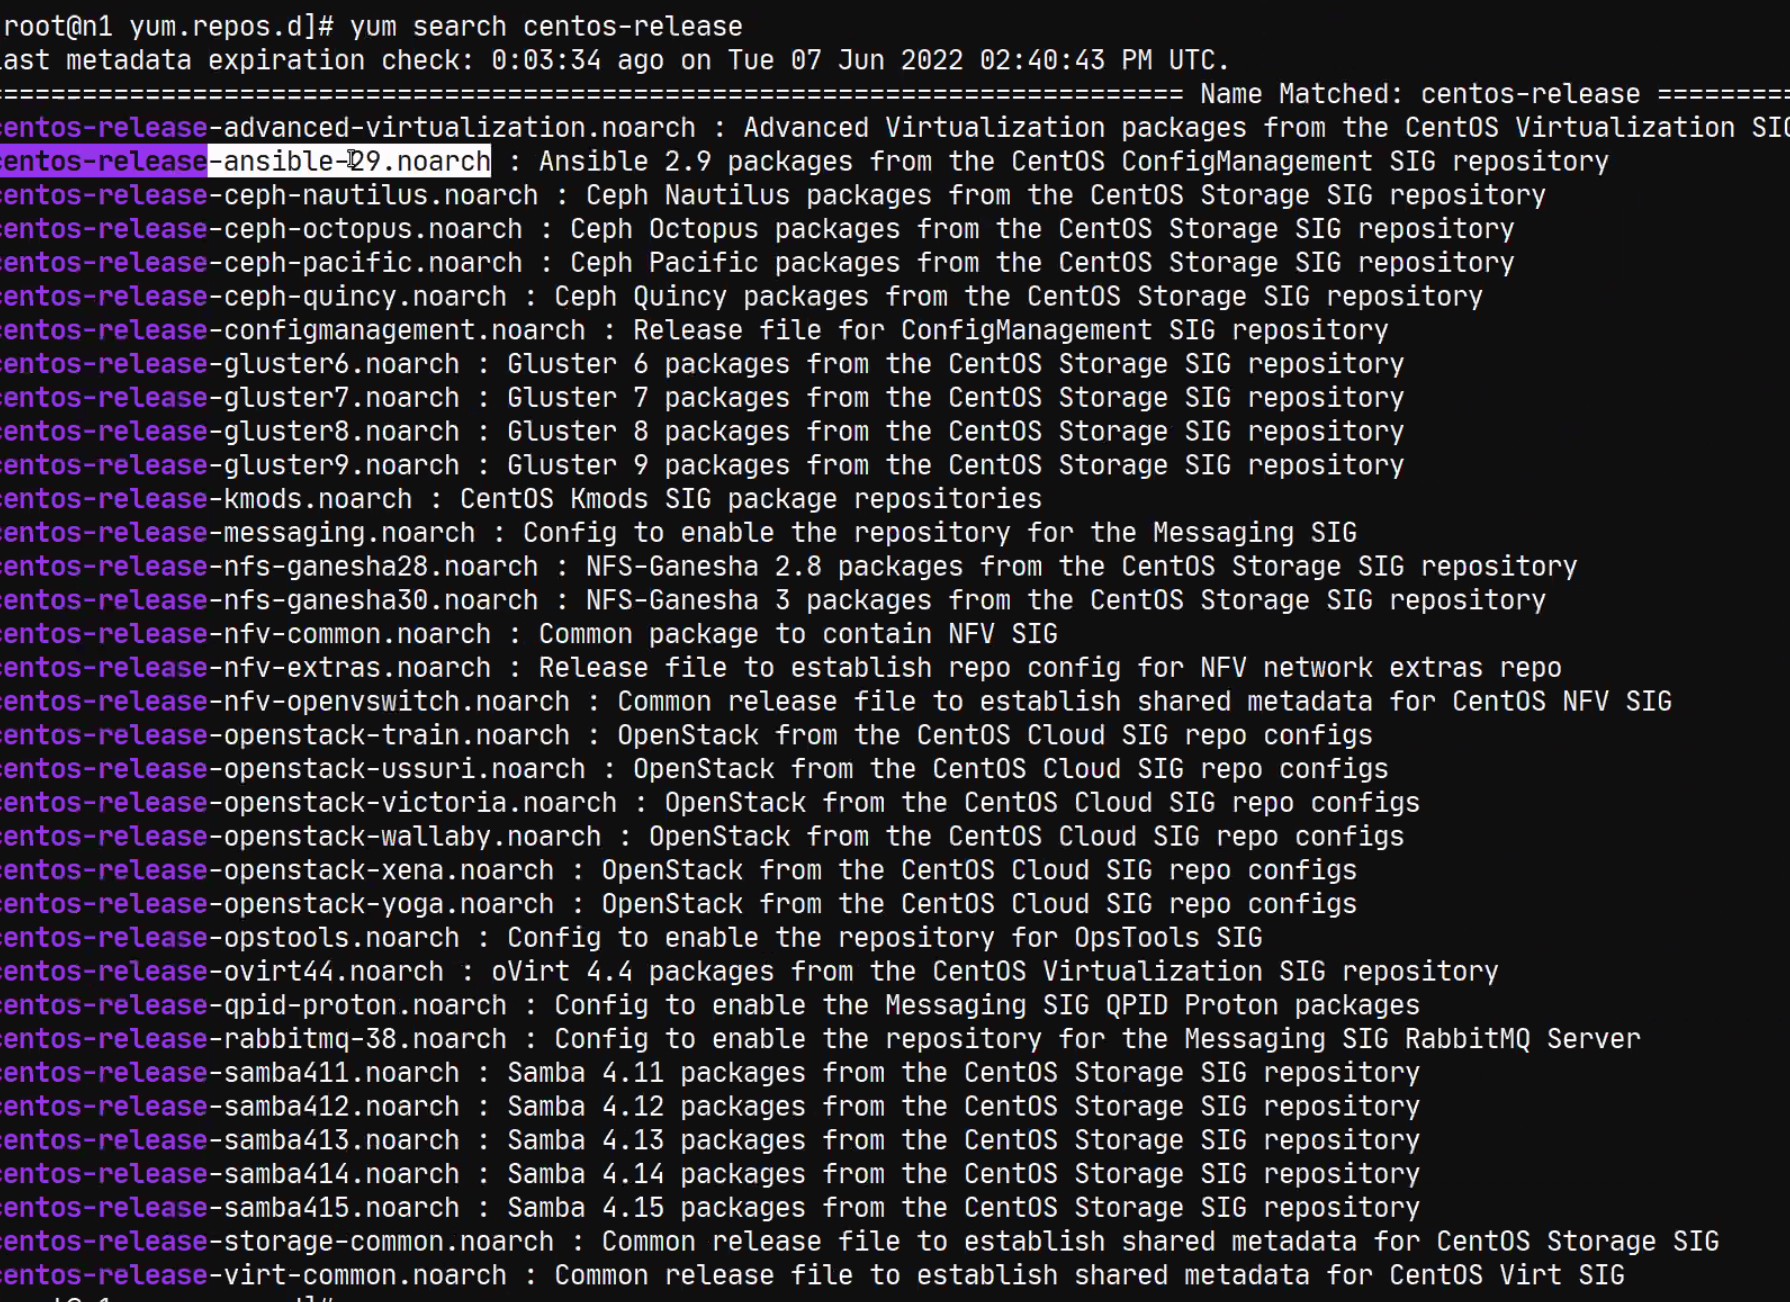 root@n1 yum.repos.d]# yum search centos-release
ast metadata expiration check: 0:03:34 ago on Tue 07 Jun 2022 02:40:43 PM UTC.
=========================================================================== Name Matched: centos-release =========
entos-release-advanced-virtualization.noarch : Advanced Virtualization packages from the CentOS Virtualization SIG
entos-release-ansible-29.noarch : Ansible 2.9 packages from the CentOS ConfigManagement SIG repository
entos-release-ceph-nautilus.noarch : Ceph Nautilus packages from the CentOS Storage SIG repository
entos-release-ceph-octopus.noarch : Ceph Octopus packages from the CentOS Storage SIG repository
entos-release-ceph-pacific.noarch : Ceph Pacific packages from the CentOS Storage SIG repository
entos-release-ceph-quincy.noarch : Ceph Quincy packages from the CentOS Storage SIG repository
entos-release-configmanagement.noarch : Release file for ConfigManagement SIG repository
entos-release-gluster6.noarch : Gluster 6 packages from the CentOS Storage SIG repository
entos-release-gluster7.noarch : Gluster 7 packages from the CentOS Storage SIG repository
entos-release-gluster8.noarch : Gluster 8 packages from the CentOS Storage SIG repository
entos-release-gluster9.noarch : Gluster 9 packages from the CentOS Storage SIG repository
entos-release-kmods.noarch : CentOS Kmods SIG package repositories
entos-release-messaging.noarch : Config to enable the repository for the Messaging SIG
entos-release-nfs-ganesha28.noarch : NFS-Ganesha 2.8 packages from the CentOS Storage SIG repository
entos-release-nfs-ganesha30.noarch : NFS-Ganesha 3 packages from the CentOS Storage SIG repository
entos-release-nfv-common.noarch : Common package to contain NFV SIG
entos-release-nfv-extras.noarch : Release file to establish repo config for NFV network extras repo
entos-release-nfv-openvswitch.noarch : Common release file to establish shared metadata for CentOS NFV SIG
entos-release-openstack-train.noarch : OpenStack from the CentOS Cloud SIG repo configs
entos-release-openstack-ussuri.noarch : OpenStack from the CentOS Cloud SIG repo configs
entos-release-openstack-victoria.noarch : OpenStack from the CentOS Cloud SIG repo configs
entos-release-openstack-wallaby.noarch : OpenStack from the CentOS Cloud SIG repo configs
entos-release-openstack-xena.noarch : OpenStack from the CentOS Cloud SIG repo configs
entos-release-openstack-yoga.noarch : OpenStack from the CentOS Cloud SIG repo configs
entos-release-opstools.noarch : Config to enable the repository for OpsTools SIG
entos-release-ovirt44.noarch : oVirt 4.4 packages from the CentOS Virtualization SIG repository
entos-release-qpid-proton.noarch : Config to enable the Messaging SIG QPID Proton packages
entos-release-rabbitmq-38.noarch : Config to enable the repository for the Messaging SIG RabbitMQ Server
entos-release-samba411.noarch : Samba 4.11 packages from the CentOS Storage SIG repository
entos-release-samba412.noarch : Samba 4.12 packages from the CentOS Storage SIG repository
entos-release-samba413.noarch : Samba 4.13 packages from the CentOS Storage SIG repository
entos-release-samba414.noarch : Samba 4.14 packages from the CentOS Storage SIG repository
entos-release-samba415.noarch : Samba 4.15 packages from the CentOS Storage SIG repository
entos-release-storage-common.noarch : Common release file to establish shared metadata for CentOS Storage SIG
entos-release-virt-common.noarch : Common release file to establish shared metadata for CentOS Virt SIG